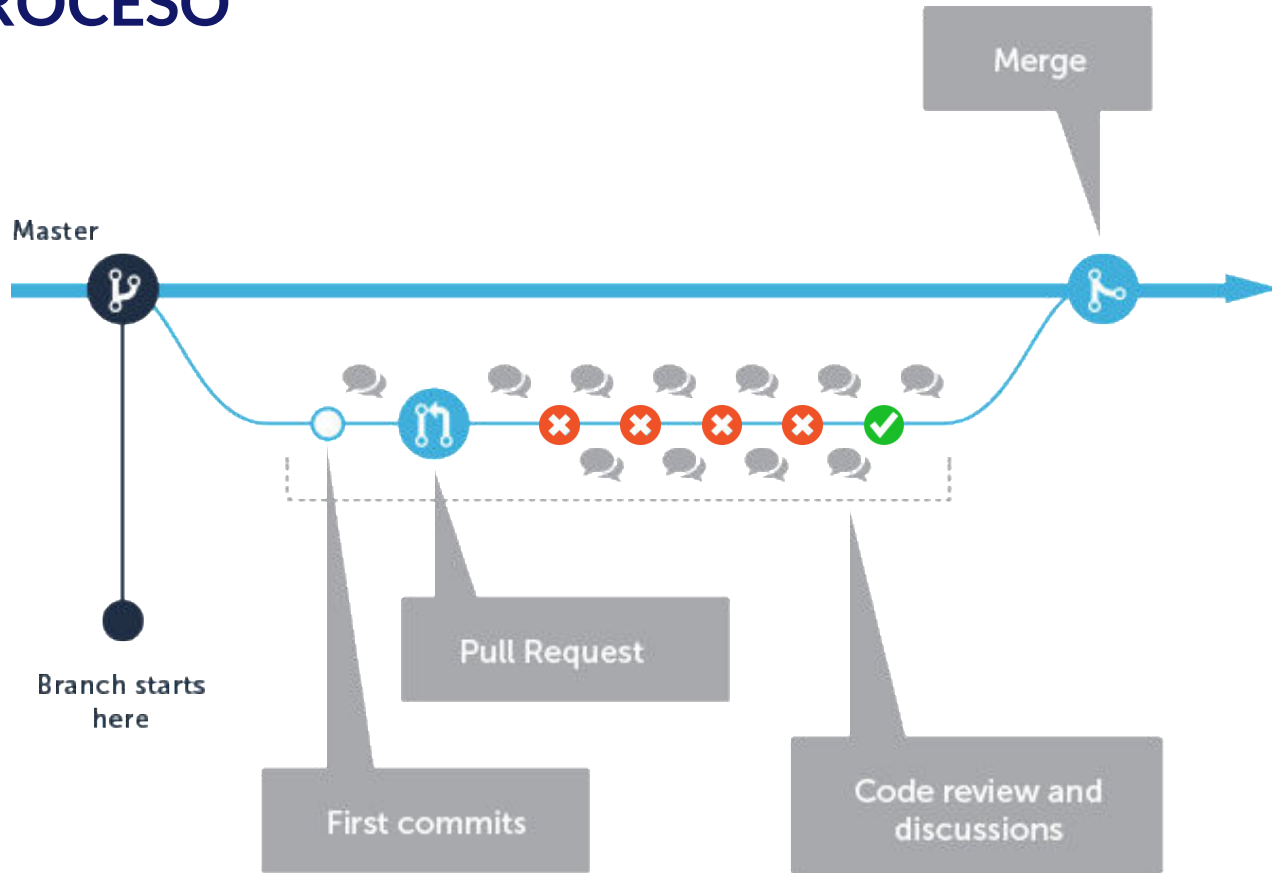 ROCESO
Merge
Master
Pull Request
Branch starts
here
First commits
Code review and
discussions